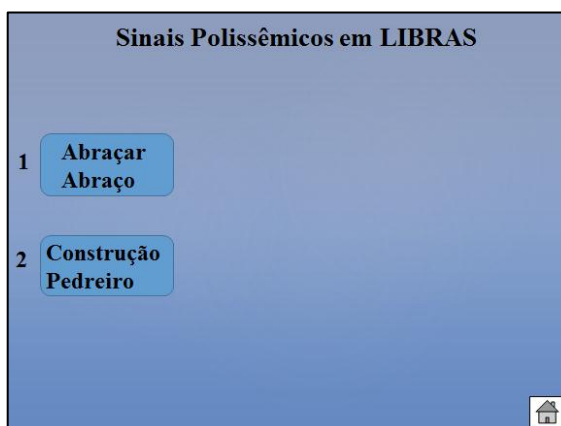 Sinais Polissêmicos em LIBRAS
1
Abraçar
Abraço
2
Construção
Pedreiro